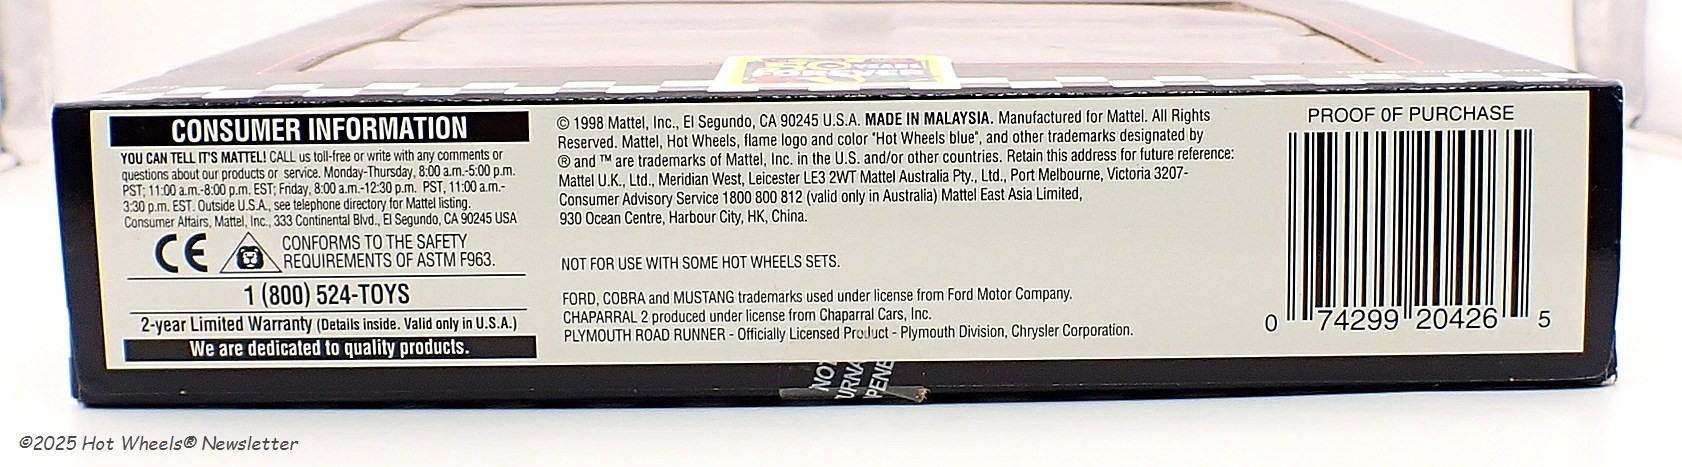 YEARS
FOREVER
CONSUMER INFORMATION
YOU CAN TELL IT'S MATTEL! CALL us toll-free or write with any comments or
questions about our products or service. Monday-Thursday, 8:00 a.m.-5:00 p.m.
PST; 11:00 a.m.-8:00 p.m. EST; Friday, 8:00 a.m.-12:30 p.m. PST, 11:00 a.m.-
3:30 p.m. EST. Outside U.S.A., see telephone directory for Mattel listing.
Consumer Affairs, Mattel, Inc., 333 Continental Blvd., El Segundo, CA 90245 USA
CE
CONFORMS TO THE SAFETY
REQUIREMENTS OF ASTM F963.
1 (800) 524-TOYS
2-year Limited Warranty (Details inside. Valid only in U.S.A.)
We are dedicated to quality products.
© 1998 Mattel, Inc., El Segundo, CA 90245 U.S.A. MADE IN MALAYSIA. Manufactured for Mattel. All Rights
Reserved. Mattel, Hot Wheels, flame logo and color "Hot Wheels blue", and other trademarks designated by
® and ™ are trademarks of Mattel, Inc. in the U.S. and/or other countries. Retain this address for future reference:
Mattel U.K., Ltd., Meridian West, Leicester LE3 2WT Mattel Australia Pty., Ltd., Port Melbourne, Victoria 3207-
Consumer Advisory Service 1800 800 812 (valid only in Australia) Mattel East Asia Limited,
930 Ocean Centre, Harbour City, HK, China.
NOT FOR USE WITH SOME HOT WHEELS SETS.
FORD, COBRA and MUSTANG trademarks used under license from Ford Motor Company.
CHAPARRAL 2 produced under license from Chaparral Cars, Inc.
PLYMOUTH ROAD RUNNER - Officially Licensed Product - Plymouth Division, Chrysler Corporation.
PROOF OF PURCHASE
0 74299 20426 5
NO
URNA
PENE
©2025 Hot Wheels® Newsletter